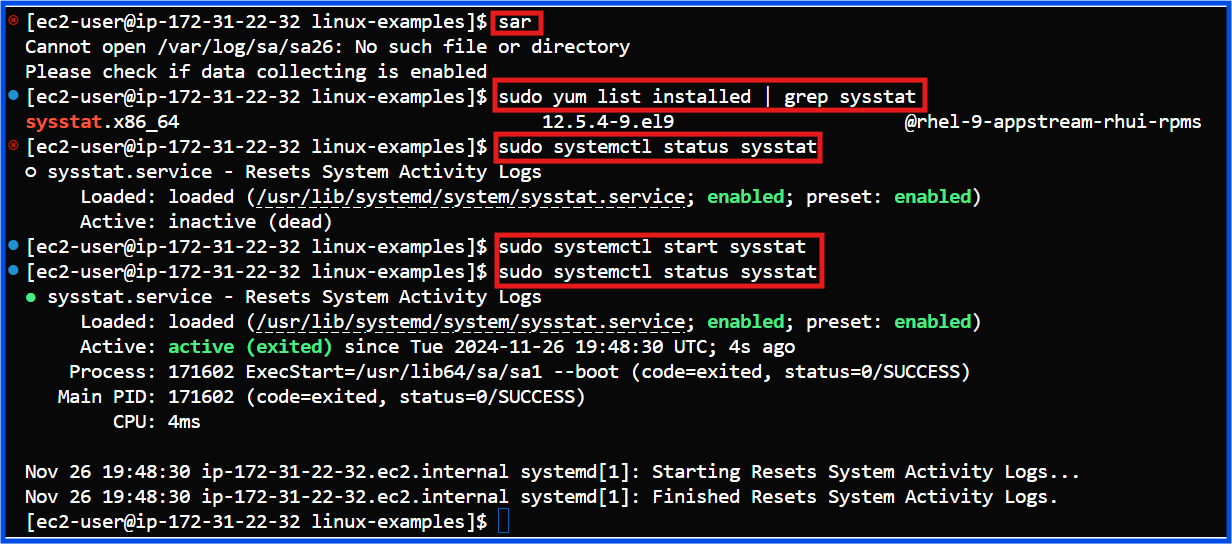 [ec2-user@ip-172-31-22-32 linux-examples]$ sar
Cannot open /var/log/sa/sa26: No such file or directory
Please check if data collecting is enabled
[ec2-user@ip-172-31-22-32 linux-examples]$ sudo yum list installed | grep sysstat
sysstat.x86_64 12.5.4-9.el9 @rhel-9-appstream-rhui-rpms
[ec2-user@ip-172-31-22-32 linux-examples]$ sudo systemctl status sysstat
○ sysstat.service - Resets System Activity Logs
Loaded: loaded (/usr/lib/systemd/system/sysstat.service; enabled; preset: enabled)
Active: inactive (dead)
[ec2-user@ip-172-31-22-32 linux-examples]$ sudo systemctl start sysstat
[ec2-user@ip-172-31-22-32 linux-examples]$ sudo systemctl status sysstat
● sysstat.service - Resets System Activity Logs
Loaded: loaded (/usr/lib/systemd/system/sysstat.service; enabled; preset: enabled)
Active: active (exited) since Tue 2024-11-26 19:48:30 UTC; 4s ago
Process: 171602 ExecStart=/usr/lib64/sa/sa1 --boot (code=exited, status=0/SUCCESS)
Main PID: 171602 (code=exited, status=0/SUCCESS)
CPU: 4ms
Nov 26 19:48:30 ip-172-31-22-32.ec2.internal systemd[1]: Starting Resets System Activity Logs...
Nov 26 19:48:30 ip-172-31-22-32.ec2.internal systemd[1]: Finished Resets System Activity Logs.
[ec2-user@ip-172-31-22-32 linux-examples]$